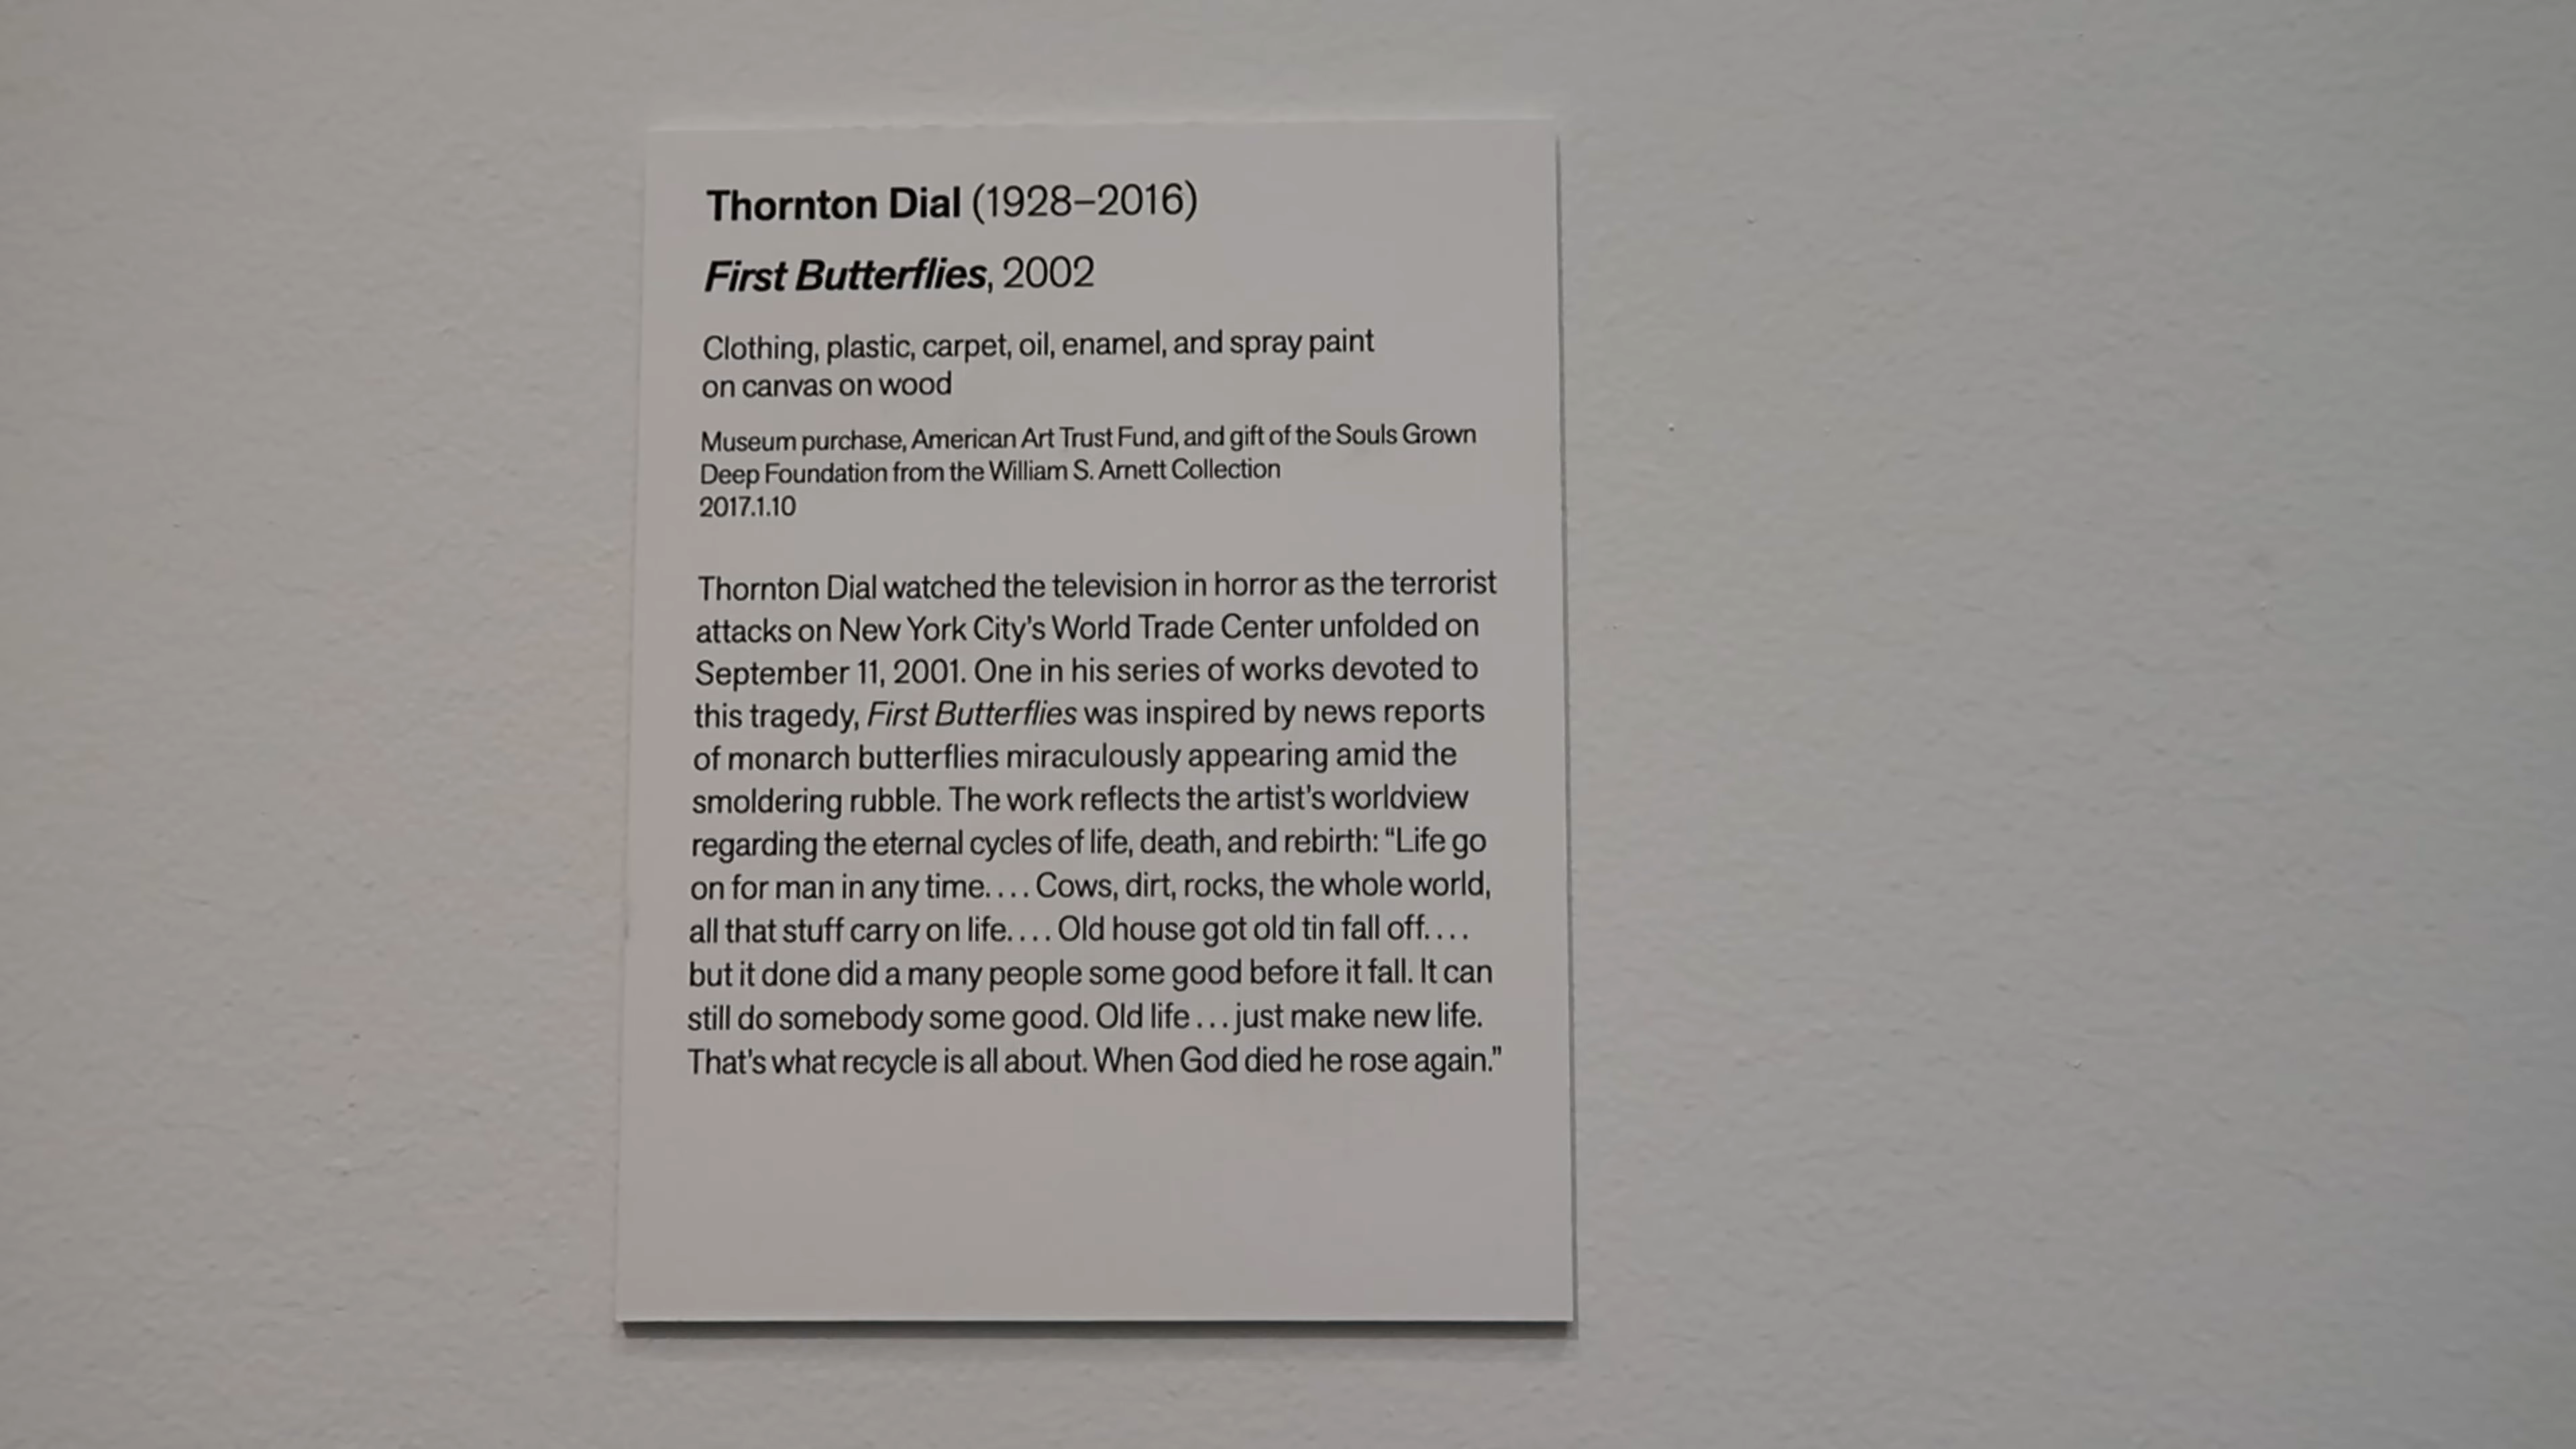 Thornton Dial (1928–2016)
First Butterflies, 2002
Clothing, plastic, carpet, oil, enamel, and spray paint
on canvas on wood
Museum purchase, American Art Trust Fund, and gift of the Souls Grown
Deep Foundation from the William S. Arnett Collection
2017.1.10
Thornton Dial watched the television in horror as the terrorist
attacks on New York City's World Trade Center unfolded on
September 11, 2001. One in his series of works devoted to
this tragedy, First Butterflies was inspired by news reports
of monarch butterflies miraculously appearing amid the
smoldering rubble. The work reflects the artist's worldview
regarding the eternal cycles of life, death, and rebirth: “Life go
on for man in any time. . . . Cows, dirt, rocks, the whole world,
all that stuff carry on life. . . . Old house got old tin fall off. . . .
but it done did a many people some good before it fall. It can
still do somebody some good. Old life . . . just make new life.
That's what recycle is all about. When God died he rose again.”